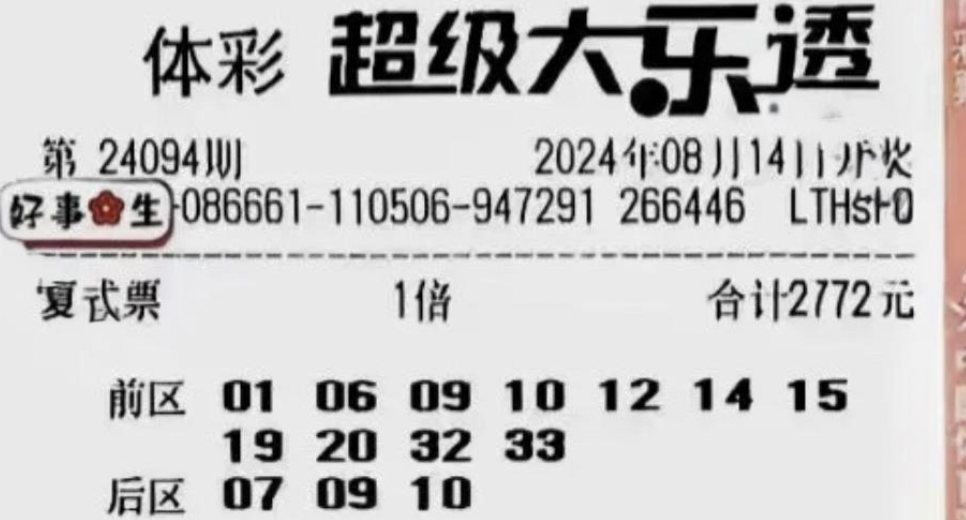 体彩 超级大乐透
第 24094期 2024年08月14日开奖
好事生 -086661-110506-947291 266446 LTHsH0
复式票 1倍 合计2772元
前区 01 06 09 10 12 14 15
19 20 32 33
后区 07 09 10